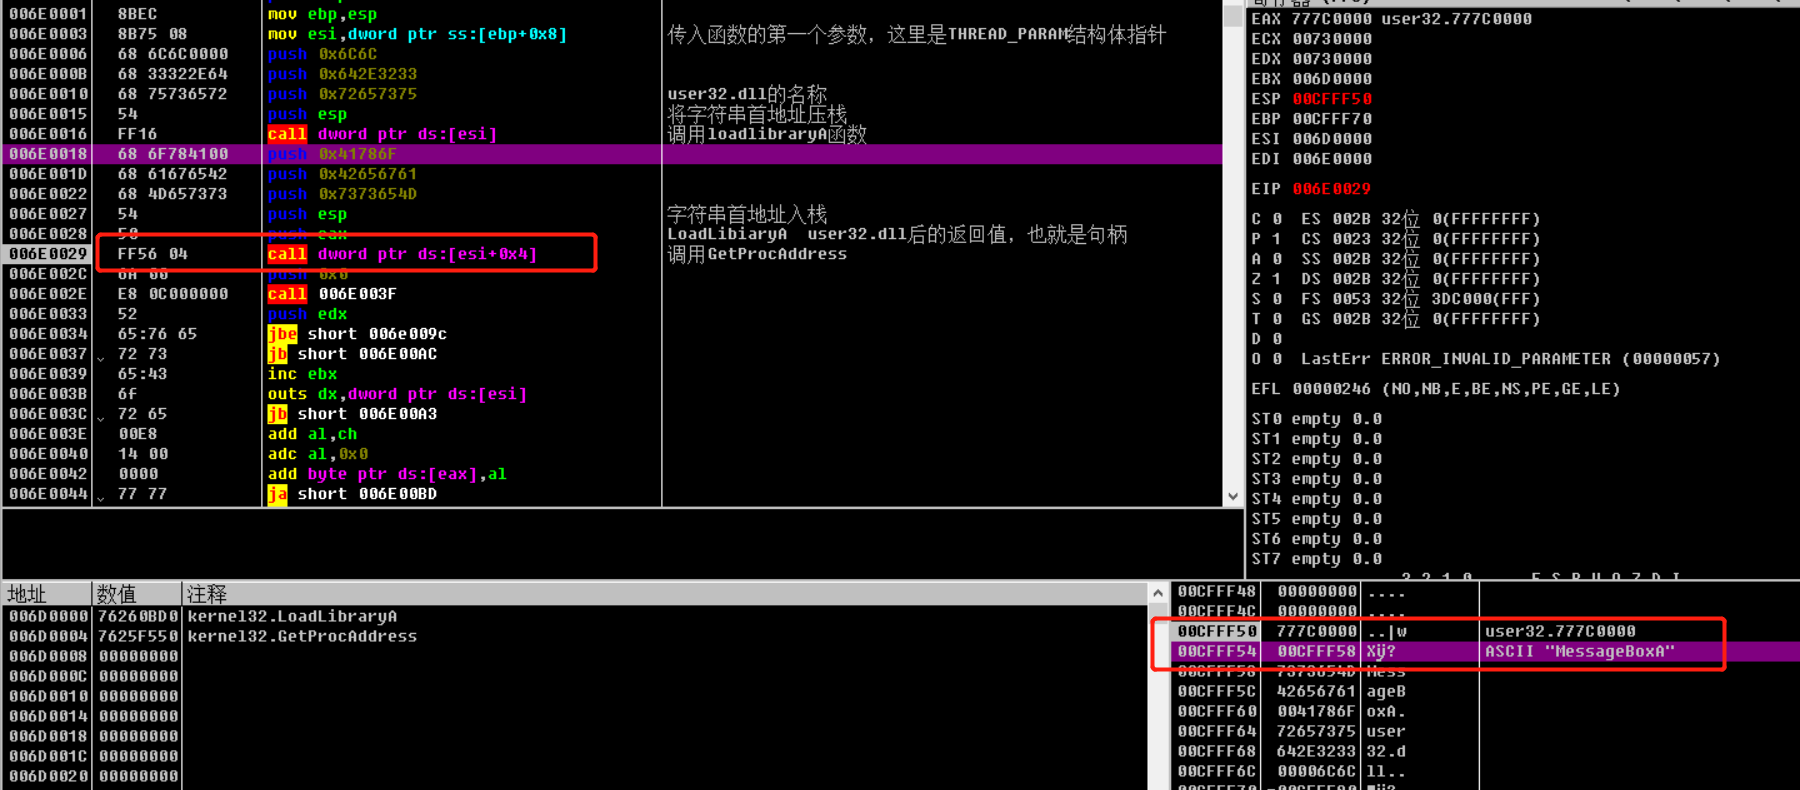 006E0001 8BEC mov ebp,esp
006E0003 8B75 08 mov esi,dword ptr ss:[ebp+0x8] 传入函数的第一个参数，这里是THREAD_PARAM结构体指针
006E0006 68 6C6C0000 push 0x6C6C
006E000B 68 33322E64 push 0x642E3233
006E0010 68 75736572 push 0x72657375 user32.dll的名称
006E0015 54 push esp 将字符串首地址压栈
006E0016 FF16 call dword ptr ds:[esi] 调用loadlibraryA函数
006E0018 68 6F784100 push 0x41786F
006E001D 68 61676542 push 0x42656761
006E0022 68 4D657373 push 0x7373654D
006E0027 54 push esp 字符串首地址入栈
006E0028 50 push eax LoadLibiaryA user32.dll后的返回值，也就是句柄
006E0029 FF56 04 call dword ptr ds:[esi+0x4] 调用GetProcAddress
006E002C 6A 00 push 0x0
006E002E E8 0C000000 call 006E003F
006E0033 52 push edx
006E0034 65:76 65 jbe short 006e009c
006E0037 72 73 jb short 006E00AC
006E0039 65:43 inc ebx
006E003B 6f outs dx,dword ptr ds:[esi]
006E003C 72 65 jb short 006E00A3
006E003E 00E8 add al,ch
006E0040 14 00 adc al,0x0
006E0042 0000 add byte ptr ds:[eax],al
006E0044 77 77 ja short 006E00BD
EAX 777C0000 user32.777C0000
ECX 00730000
EDX 00730000
EBX 006D0000
ESP 00CFFF50
EBP 00CFFF70
ESI 006D0000
EDI 006E0000
EIP 006E0029
C 0 ES 002B 32位 0(FFFFFFFF)
P 1 CS 0023 32位 0(FFFFFFFF)
A 0 SS 002B 32位 0(FFFFFFFF)
Z 1 DS 002B 32位 0(FFFFFFFF)
S 0 FS 0053 32位 3DC000(FFF)
T 0 GS 002B 32位 0(FFFFFFFF)
D 0
O 0 LastErr ERROR_INVALID_PARAMETER (00000057)
EFL 00000246 (NO,NB,E,BE,NS,PE,GE,LE)
ST0 empty 0.0
ST1 empty 0.0
ST2 empty 0.0
ST3 empty 0.0
ST4 empty 0.0
ST5 empty 0.0
ST6 empty 0.0
ST7 empty 0.0
3 2 1 0 E S P U O Z D I
地址 数值 注释
006D0000 76260BD0 kernel32.LoadLibraryA
006D0004 7625F550 kernel32.GetProcAddress
006D0008 00000000
006D000C 00000000
006D0010 00000000
006D0014 00000000
006D0018 00000000
006D001C 00000000
006D0020 00000000
00CFFF48 00000000 ....
00CFFF4C 00000000 ....
00CFFF50 777C0000 ..|w user32.777C0000
00CFFF54 00CFFF58 Xÿ? ASCII "MessageBoxA"
00CFFF58 7373654D Mess
00CFFF5C 42656761 ageB
00CFFF60 0041786F oxA.
00CFFF64 72657375 user
00CFFF68 642E3233 32.d
00CFFF6C 00006C6C ll..